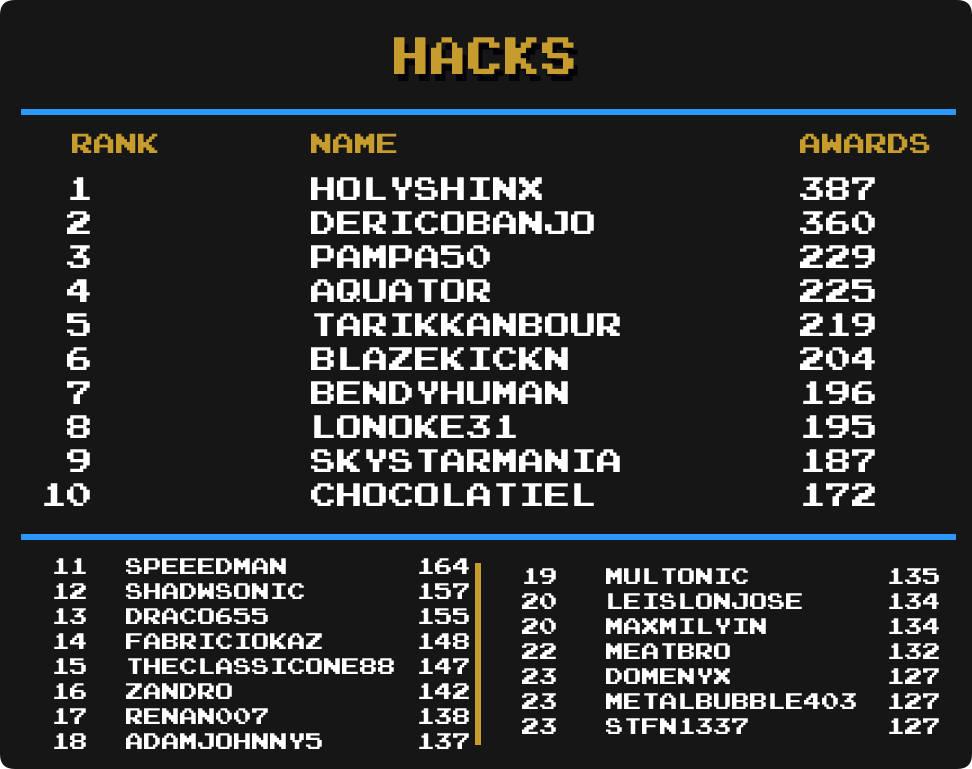 HACKS
RANK NAME AWARDS
1 HOLYSHINX 387
2 DERICOBANJO 360
3 PAMPA50 229
4 AQUATOR 225
5 TARIKKANBOUR 219
6 BLAZEKICKN 204
7 BENDYHUMAN 196
8 LONOKE31 195
9 SKYSTARMANIA 187
10 CHOCOLATIEL 172
11 SPEEEDMAN 164
12 SHADWSONIC 157
13 DRACO655 155
14 FABRICIOKAZ 148
15 THECLASSICONE88 147
16 ZANDRO 142
17 RENAN007 138
18 ADAMJOHNNY5 137
19 MULTONIC 135
20 LEISLONJOSE 134
20 MAXMILYIN 134
22 MEATBRO 132
23 DOMENYX 127
23 METALBUBBLE403 127
23 STFN1337 127